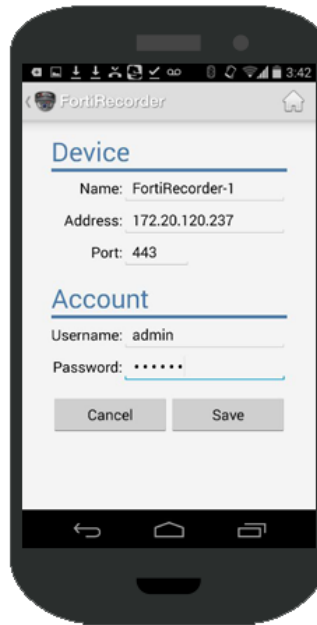 3:42
FortiRecorder
Device
Name: FortiRecorder-1
Address: 172.20.120.237
Port: 443
Account
Username: admin
Password: ••••••
Cancel Save